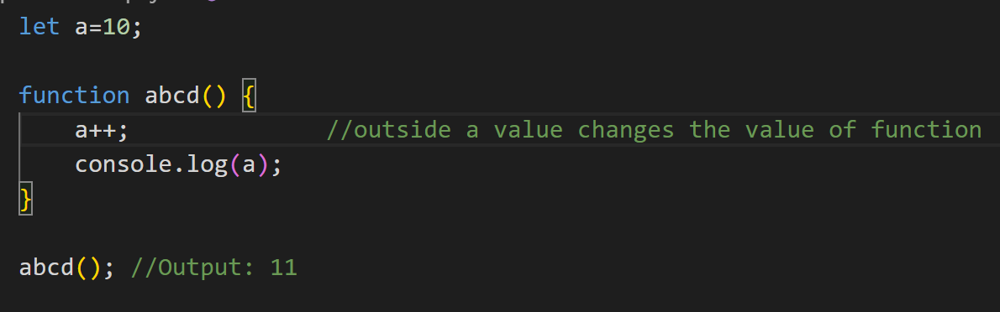 let a=10;
function abcd() {
a++; //outside a value changes the value of function
console.log(a);
}
abcd(); //Output: 11